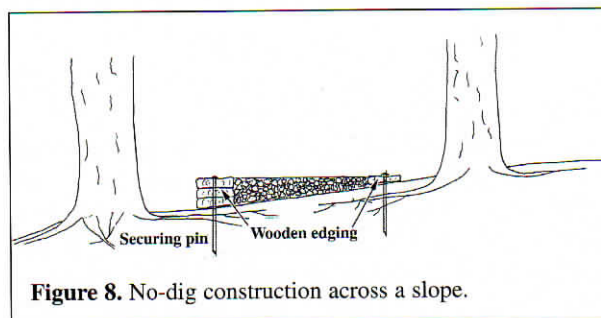 Securing pin
Wooden edging
Figure 8. No-dig construction across a slope.